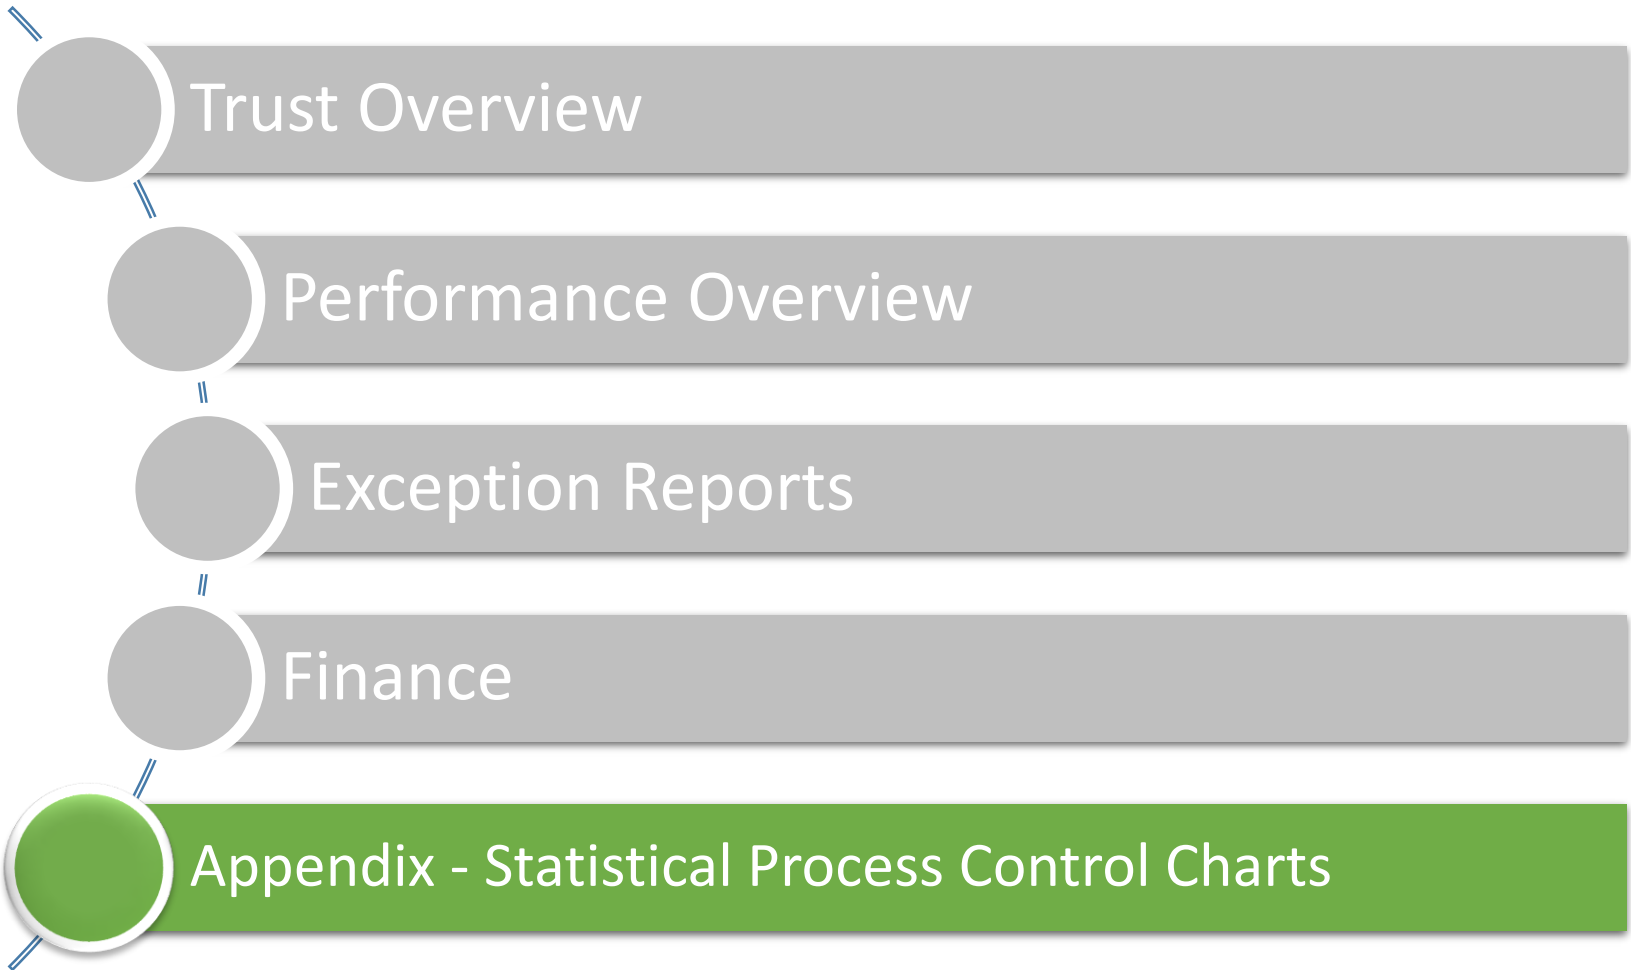 Trust Overview
Performance Overview
Exception Reports
Finance
Appendix - Statistical Process Control Charts